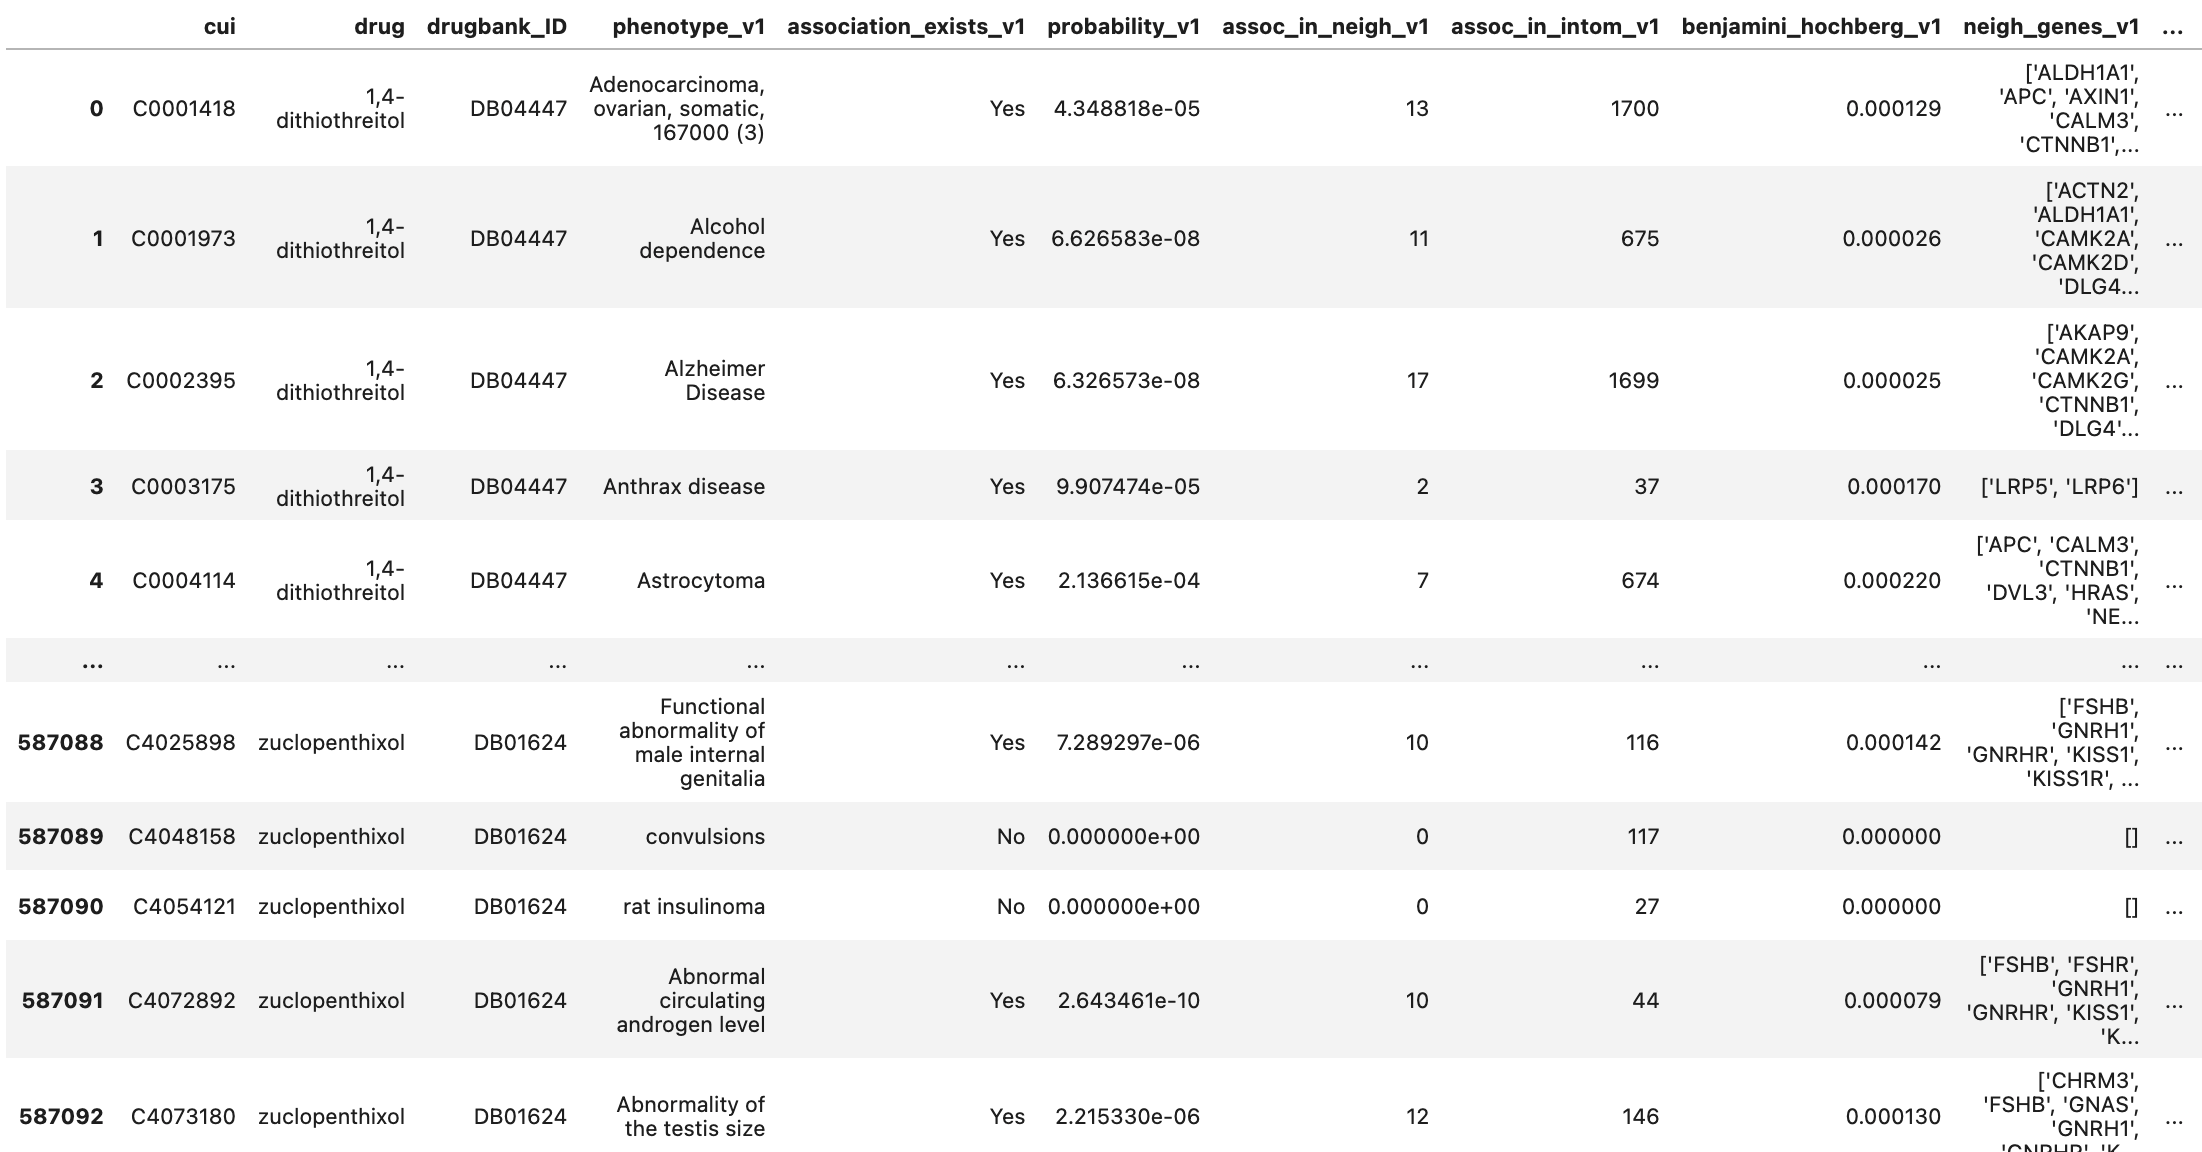 cui drug drugbank_ID phenotype_v1 association_exists_v1 probability_v1 assoc_in_neigh_v1 assoc_in_intom_v1 benjamini_hochberg_v1 neigh_genes_v1 ...
0 C0001418 1,4-dithiothreitol DB04447 Adenocarcinoma, ovarian, somatic, 167000 (3) Yes 4.348818e-05 13 1700 0.000129 ['ALDH1A1', 'APC', 'AXIN1', 'CALM3', 'CTNNB1',... ...
1 C0001973 1,4-dithiothreitol DB04447 Alcohol dependence Yes 6.626583e-08 11 675 0.000026 ['ACTN2', 'ALDH1A1', 'CAMK2A', 'CAMK2D', 'DLG4... ...
2 C0002395 1,4-dithiothreitol DB04447 Alzheimer Disease Yes 6.326573e-08 17 1699 0.000025 ['AKAP9', 'CAMK2A', 'CAMK2G', 'CTNNB1', 'DLG4'... ...
3 C0003175 1,4-dithiothreitol DB04447 Anthrax disease Yes 9.907474e-05 2 37 0.000170 ['LRP5', 'LRP6'] ...
4 C0004114 1,4-dithiothreitol DB04447 Astrocytoma Yes 2.136615e-04 7 674 0.000220 ['APC', 'CALM3', 'CTNNB1', 'DVL3', 'HRAS', 'NE... ...
... ... ... ... ... ... ... ... ... ... ... ...
587088 C4025898 zuclopenthixol DB01624 Functional abnormality of male internal genitalia Yes 7.289297e-06 10 116 0.000142 ['FSHB', 'GNRH1', 'GNRHR', 'KISS1', 'KISS1R', ... ...
587089 C4048158 zuclopenthixol DB01624 convulsions No 0.000000e+00 0 117 0.000000 [] ...
587090 C4054121 zuclopenthixol DB01624 rat insulinoma No 0.000000e+00 0 27 0.000000 [] ...
587091 C4072892 zuclopenthixol DB01624 Abnormal circulating androgen level Yes 2.643461e-10 10 44 0.000079 ['FSHB', 'FSHR', 'GNRH1', 'GNRHR', 'KISS1', 'K... ...
587092 C4073180 zuclopenthixol DB01624 Abnormality of the testis size Yes 2.215330e-06 12 146 0.000130 ['CHRM3', 'FSHB', 'GNAS', 'GNRH1', ...